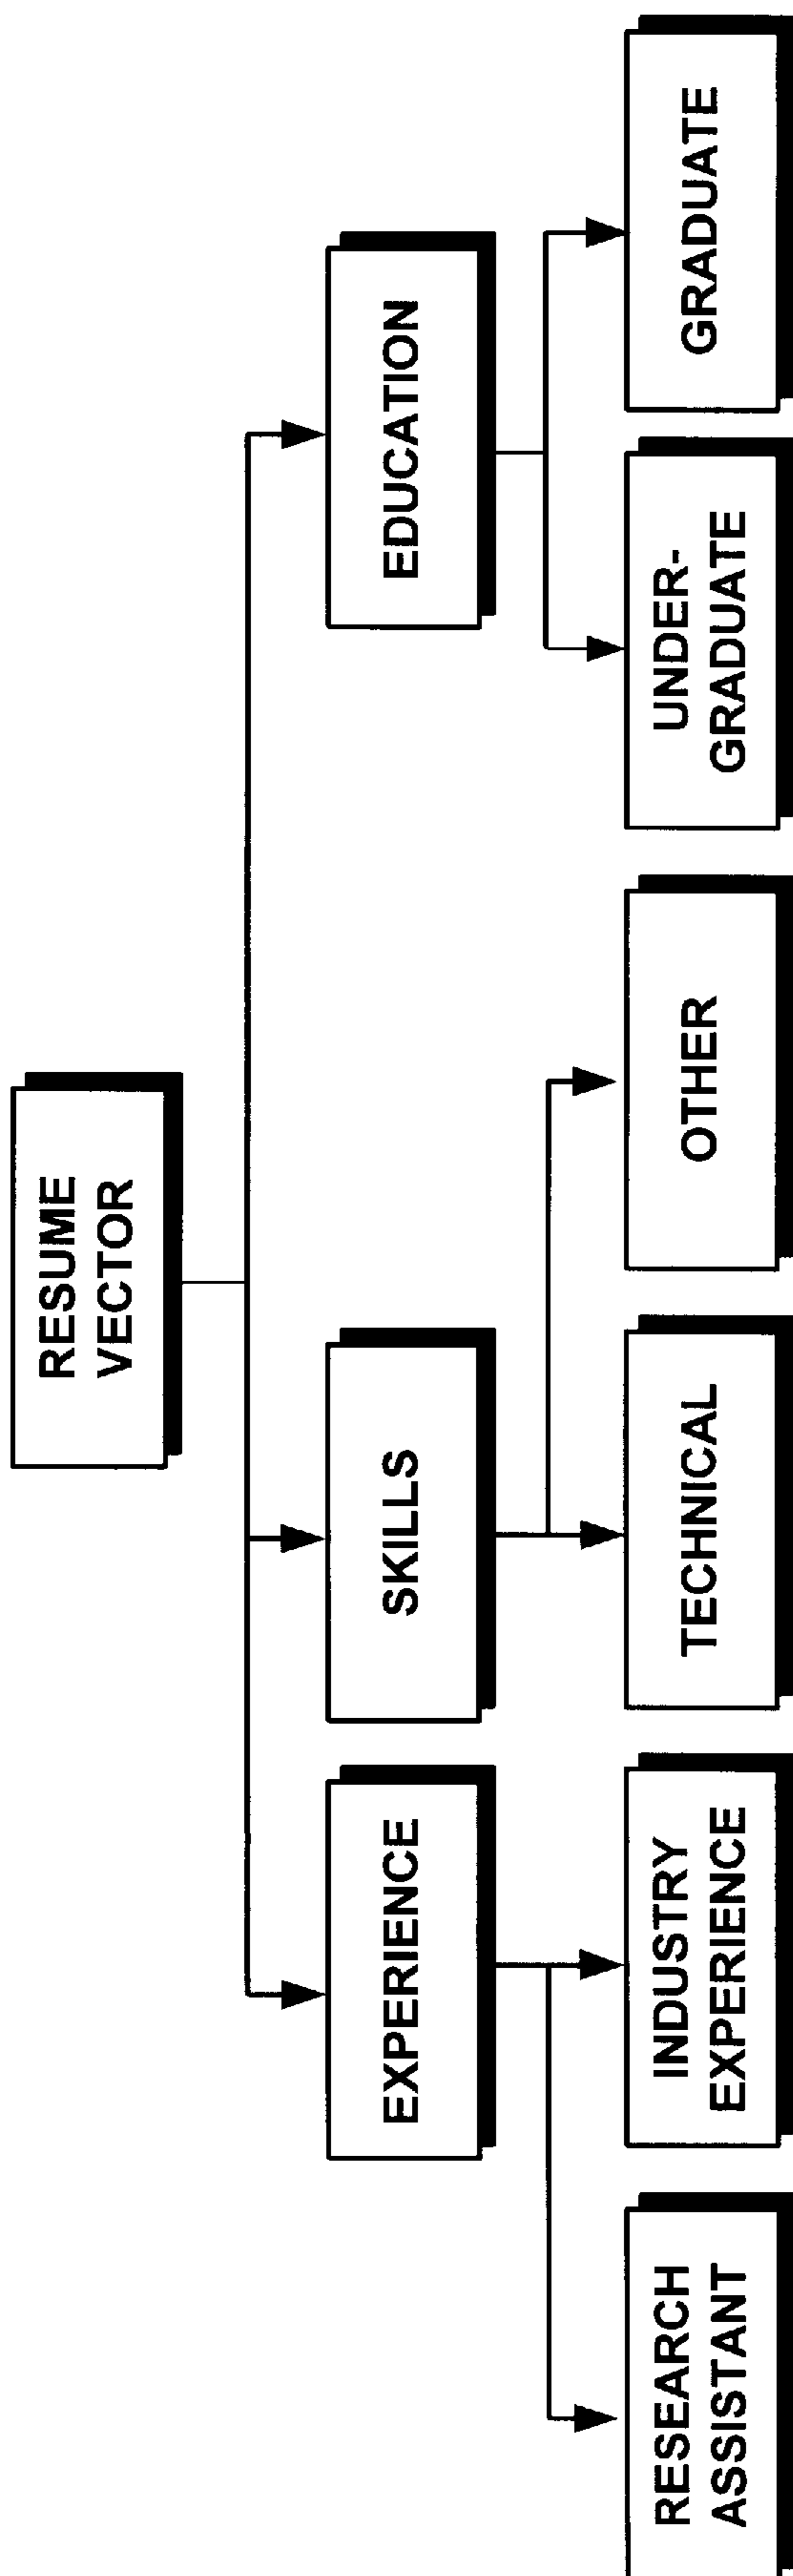 RESUME
VECTOR
EXPERIENCE
SKILLS
EDUCATION
RESEARCH
ASSISTANT
INDUSTRY
EXPERIENCE
TECHNICAL
OTHER
UNDER-
GRADUATE
GRADUATE